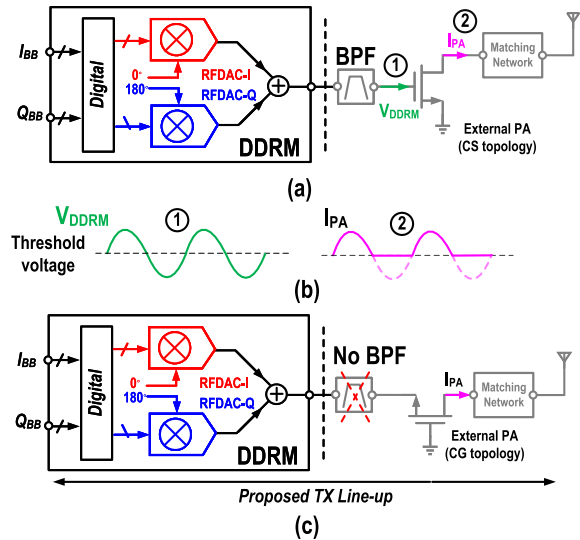 I_BB
Q_BB
Digital
0°
180°
RFDAC-I
RFDAC-Q
DDRM
BPF
1
V_DDRM
2
I_PA
Matching
Network
External PA
(CS topology)
(a)
V_DDRM
1
Threshold
voltage
I_PA
2
(b)
I_BB
Q_BB
Digital
0°
180°
RFDAC-I
RFDAC-Q
DDRM
No BPF
I_PA
Matching
Network
External PA
(CG topology)
Proposed TX Line-up
(c)